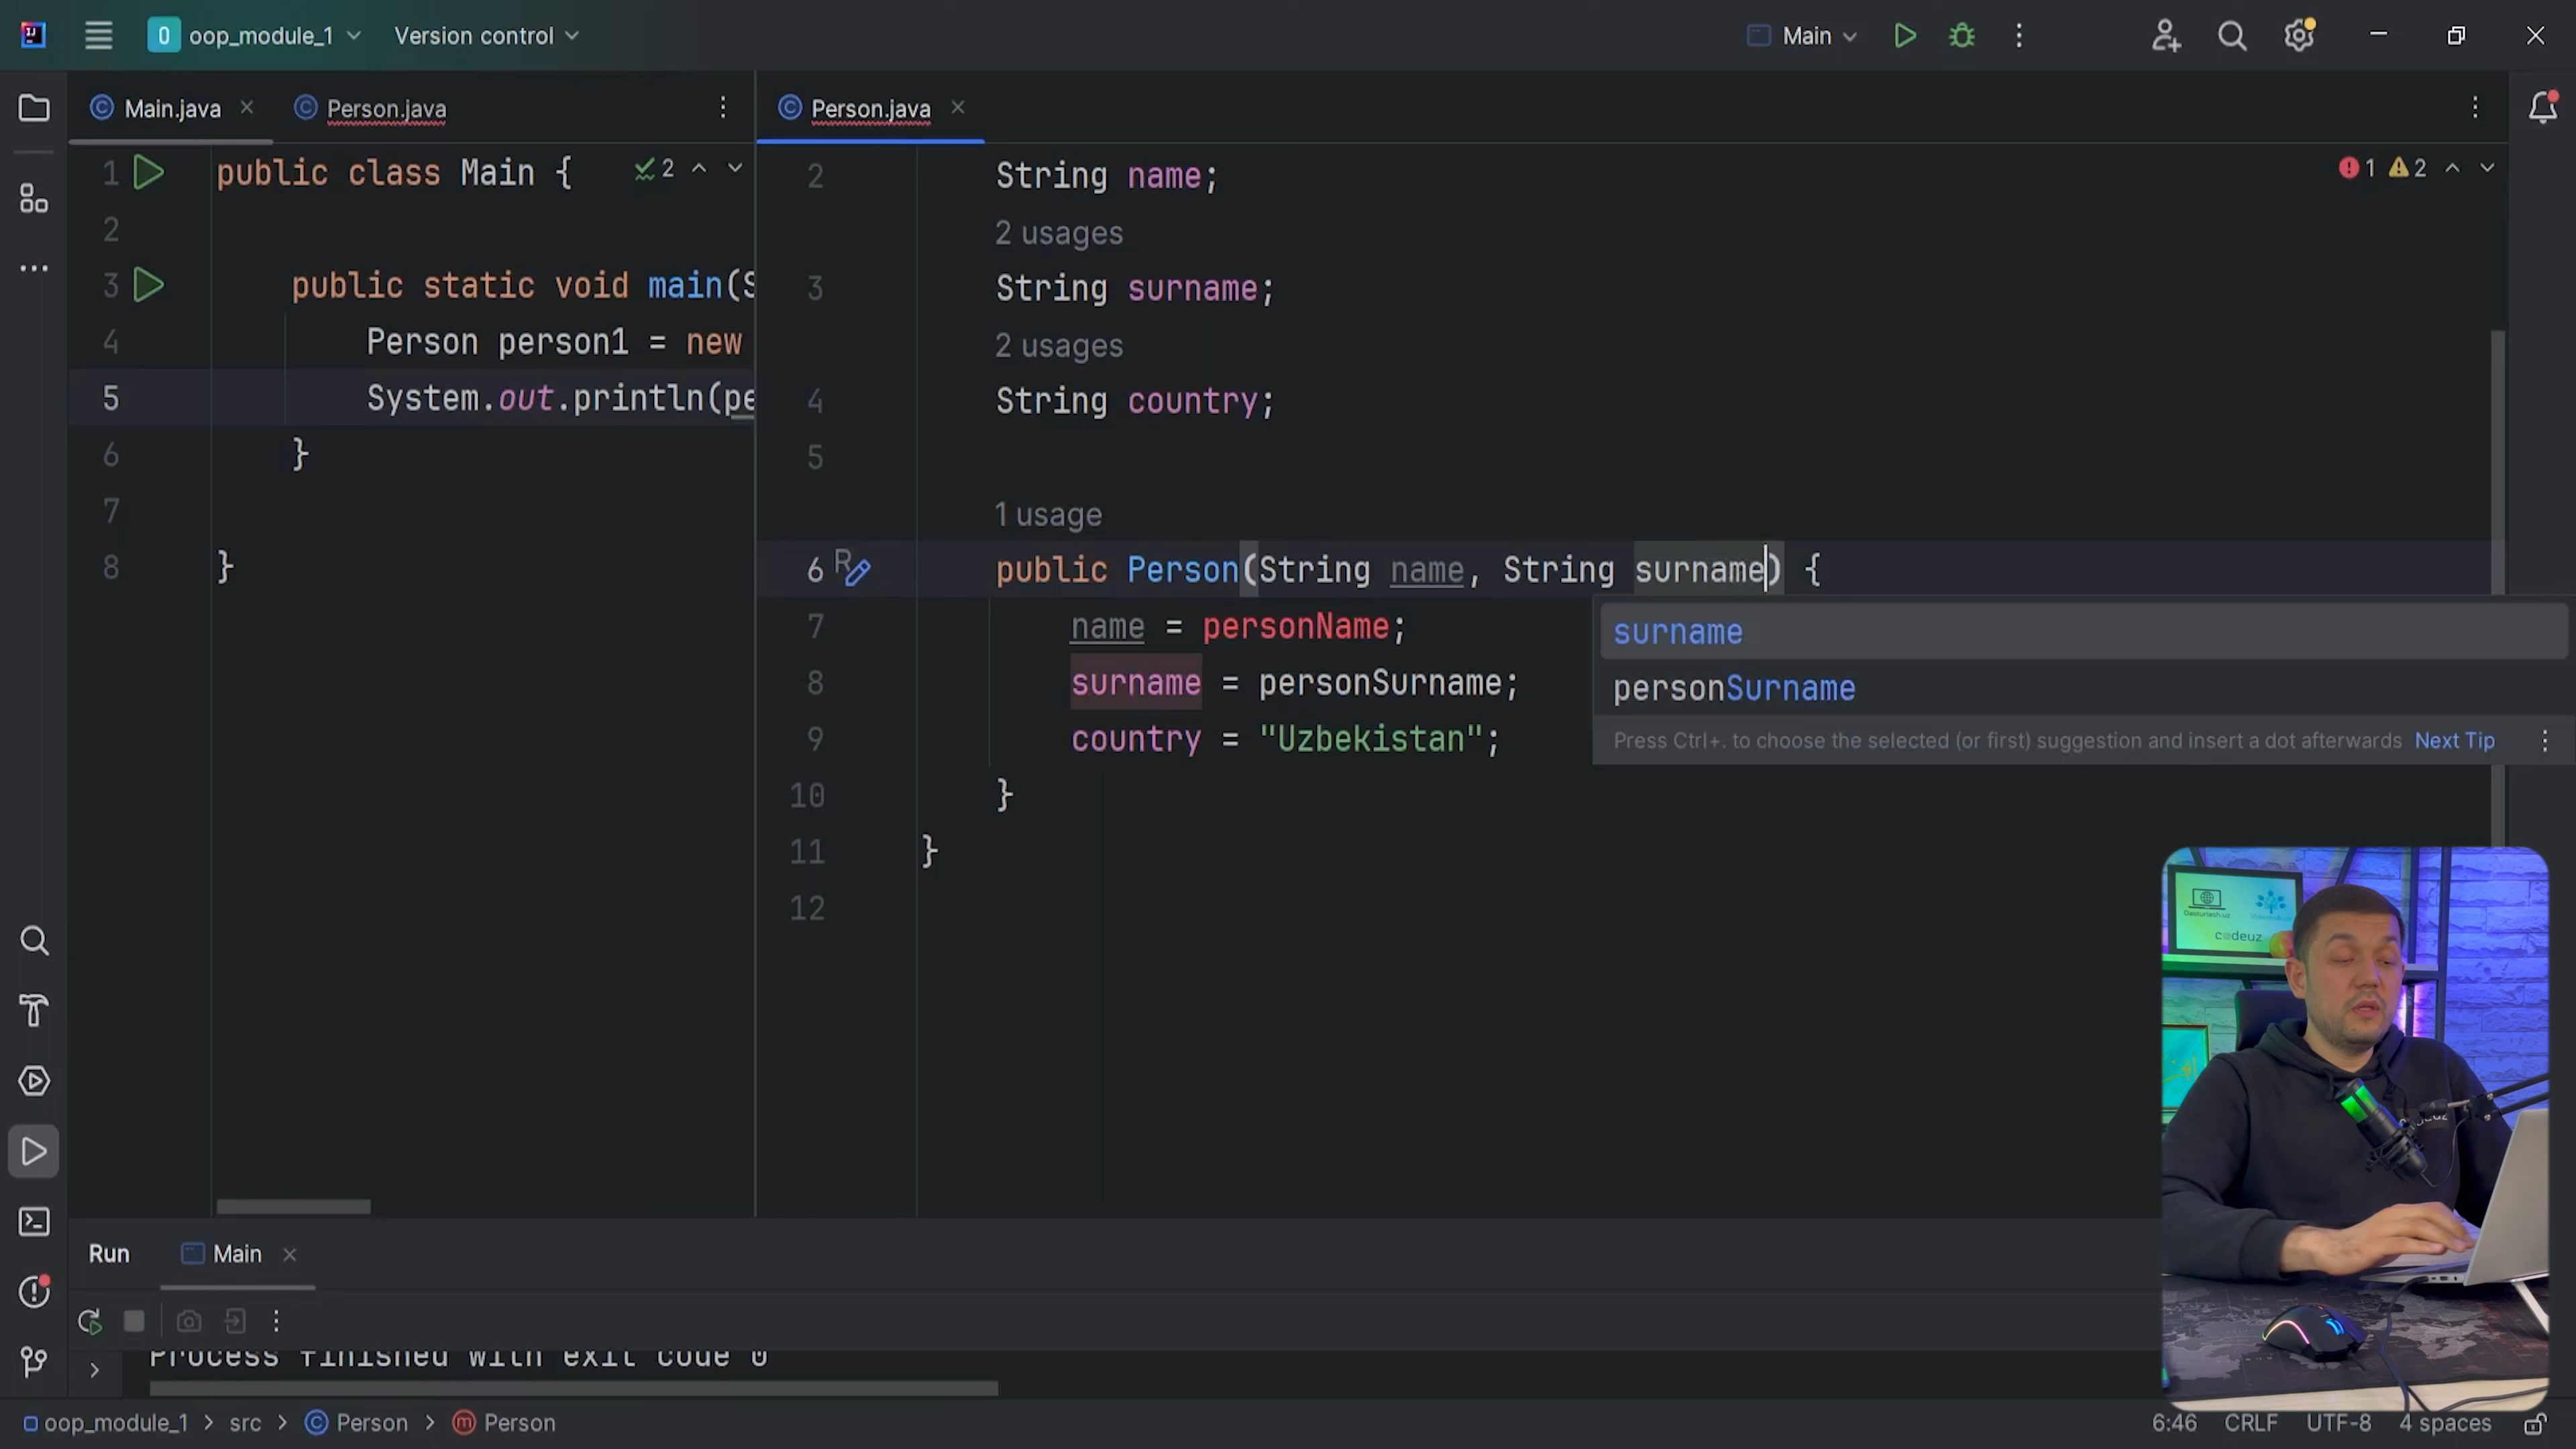 0 oop_module_1 Version control Main
Main.java Person.java
1 public class Main { 2
2
3 public static void main(S
4 Person person1 = new
5 System.out.println(pe
6 }
7
8 }
Person.java
1 2
2 String name;
2 usages
3 String surname;
2 usages
4 String country;
5
1 usage
6 public Person(String name, String surname) {
7 name = personName;
8 surname = personSurname;
9 country = "Uzbekistan";
10 }
11 }
12
surname
personSurname
Press Ctrl+. to choose the selected (or first) suggestion and insert a dot afterwards Next Tip
Dasturlash.uz
codeuz
Run Main
Process finished with exit code 0
oop_module_1 > src > Person > Person
6:46 CRLF UTF-8 4 spaces